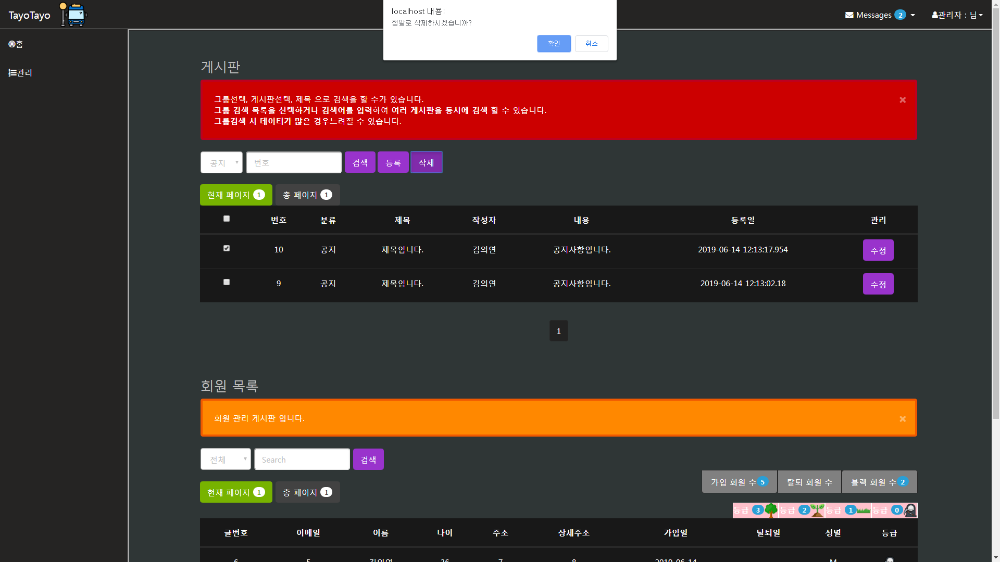 TayoTayo
localhost 내용:
정말로 삭제하시겠습니까?
확인 취소
Messages 2
관리자 : 님
홈
관리
게시판
그룹선택, 게시판선택, 제목 으로 검색을 할 수가 있습니다.
그룹 검색 목록을 선택하거나 검색어를 입력하여 여러 게시판을 동시에 검색 할 수 있습니다.
그룹검색 시 데이터가 많은 경우느려질 수 있습니다.
×
공지 번호 검색 등록 삭제
현재 페이지 1 총 페이지 1
번호 분류 제목 작성자 내용 등록일 관리
10 공지 제목입니다. 김의연 공지사항입니다. 2019-06-14 12:13:17.954 수정
9 공지 제목입니다. 김의연 공지사항입니다. 2019-06-14 12:13:02.18 수정
1
회원 목록
회원 관리 게시판 입니다.
×
전체 Search 검색
가입 회원 수 5 탈퇴 회원 수 블랙 회원 수 2
현재 페이지 1 총 페이지 1
등급 3 등급 2 등급 1 등급 0
글번호 이메일 이름 나이 주소 상세주소 가입일 탈퇴일 성별 등급
6 5 김의연 26 7 8 2019-06-14 M